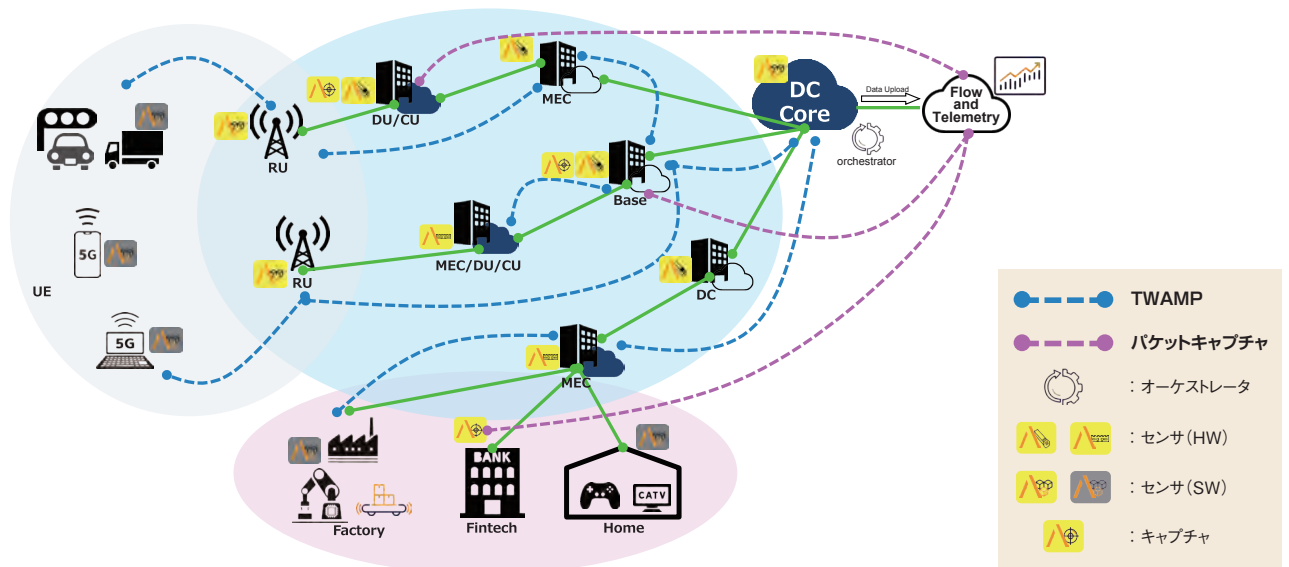 MEC
DU/CU
RU
DC
Core
Data Upload
orchestrator
Flow
and
Telemetry
Base
5G
UE
RU
MEC/DU/CU
DC
5G
MEC
BANK
CATV
Factory
Fintech
Home
TWAMP
パケットキャプチャ
：オーケストレータ
：センサ（HW）
：センサ（SW）
：キャプチャ